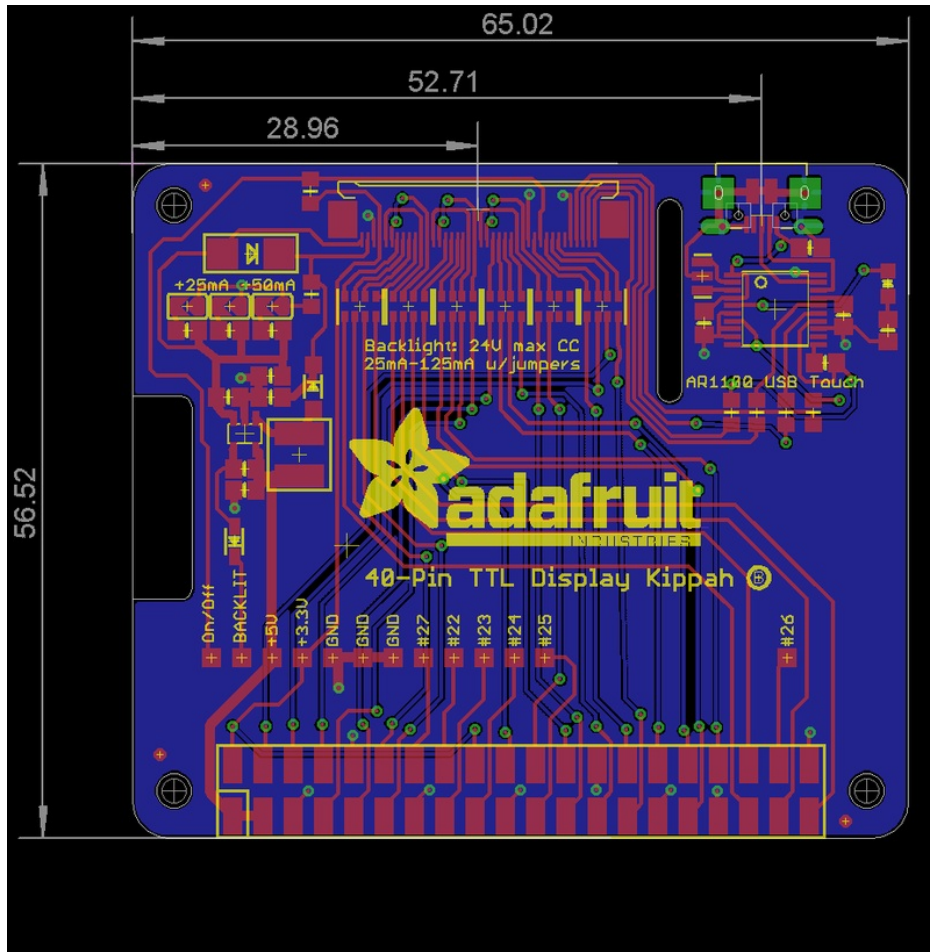 65.02
52.71
28.96
56.52
+25mA +50mA
Backlight: 24V max CC
25mA-125mA w/jumpers
AR1100 USB Touch
adafruit
INDUSTRIES
40-Pin TTL Display Kippah
On/Off
BACKLIT
+5V
+3.3V
GND
GND
GND
#27
#22
#23
#24
#25
#26